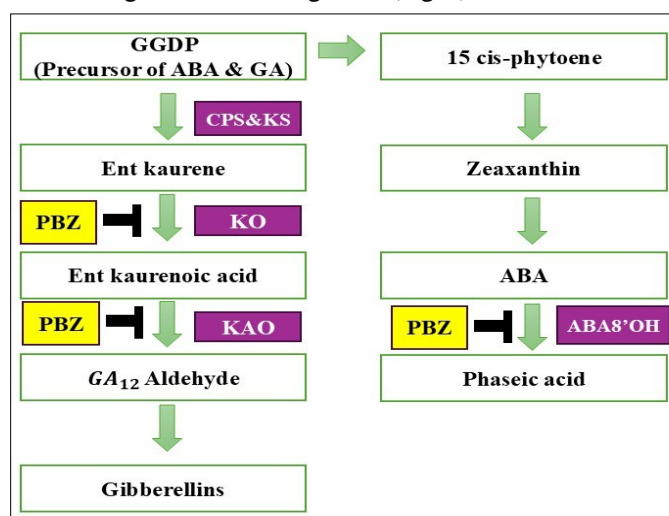 GGDP
(Precursor of ABA & GA)
15 cis-phytoene
CPS&KS
Ent kaurene
Zeaxanthin
PBZ
KO
Ent kaurenoic acid
ABA
PBZ
KAO
PBZ
ABA8'OH
GA₁₂ Aldehyde
Phaseic acid
Gibberellins